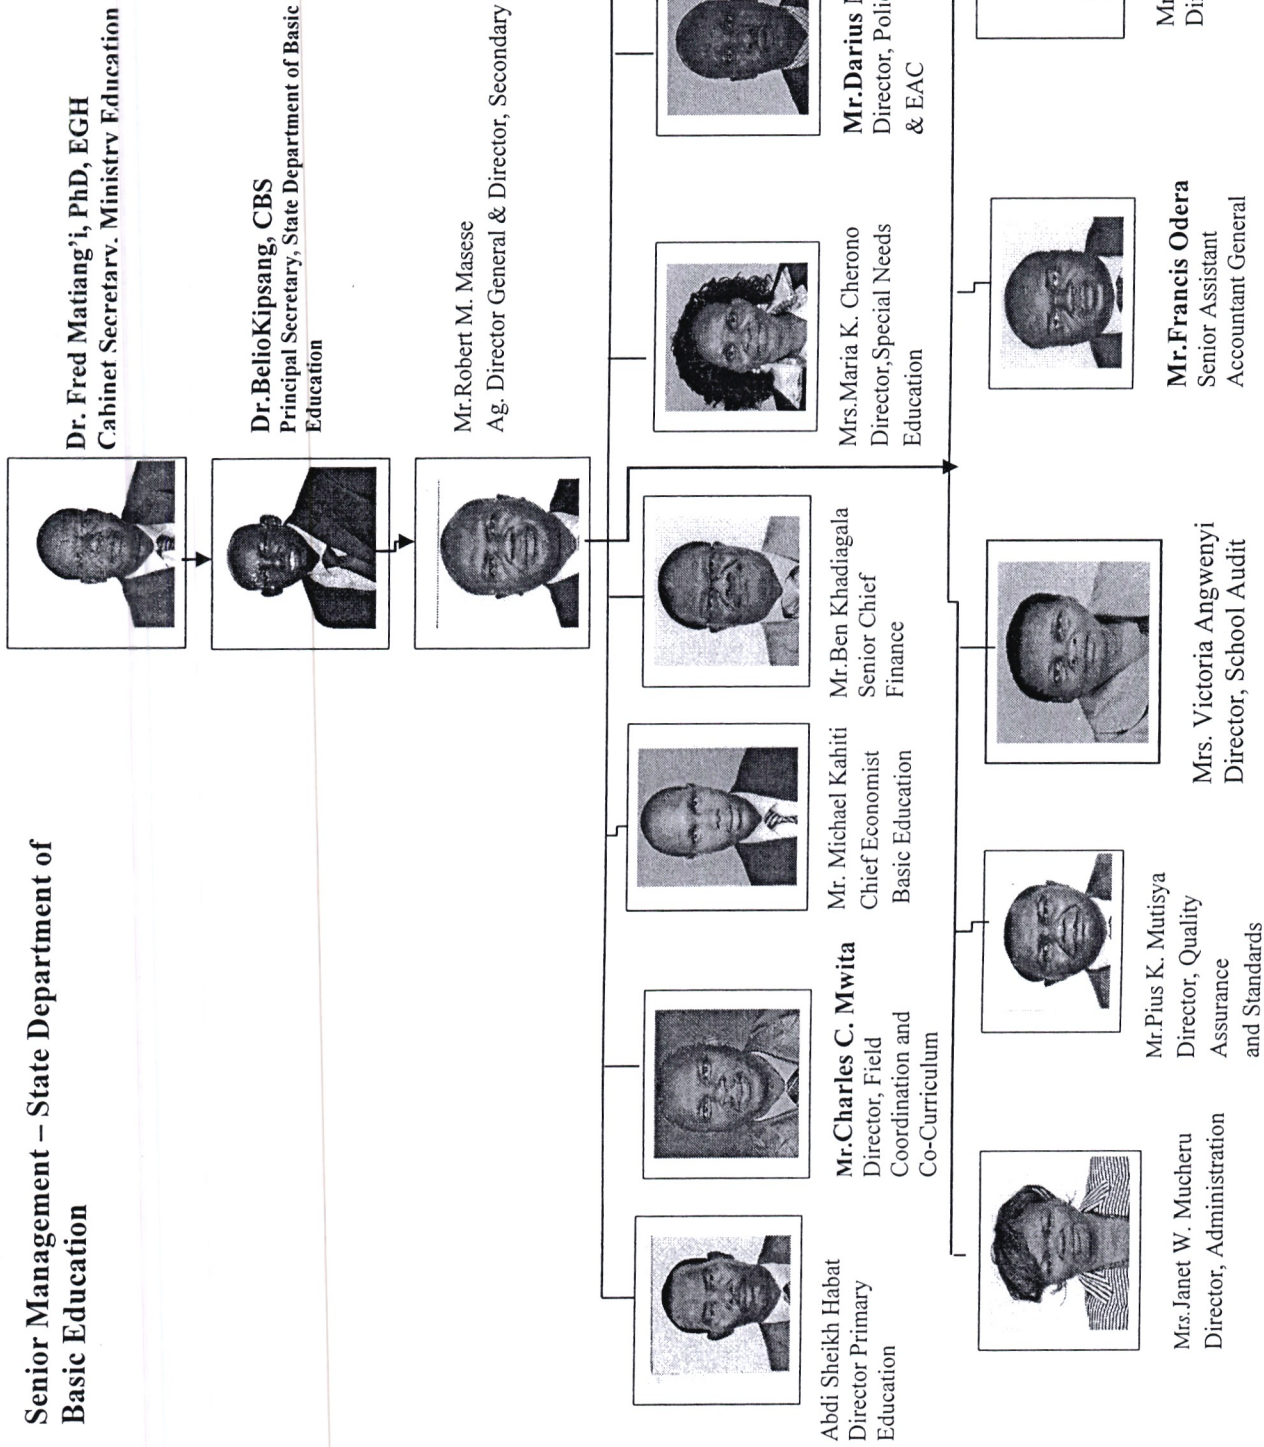 Senior Management – State Department of
Basic Education
Dr. Fred Matiang'i, PhD, EGH
Cabinet Secretary. Ministry Education
Dr.BelioKipsang, CBS
Principal Secretary, State Department of Basic
Education
Mr.Robert M. Masese
Ag. Director General & Director, Secondary
Abdi Sheikh Habat
Director Primary
Education
Mr.Charles C. Mwita
Director, Field
Coordination and
Co-Curriculum
Mr. Michael Kahiti
Chief Economist
Basic Education
Mr.Ben Khadiagala
Senior Chief
Finance
Mrs.Maria K. Cherono
Director,Special Needs
Education
Mr.Darius
Director,
& EAC
Mrs.Janet W. Mucheru
Director, Administration
Mr.Pius K. Mutisya
Director, Quality
Assurance
and Standards
Mrs. Victoria Angwenyi
Director, School Audit
Mr.Francis Odera
Senior Assistant
Accountant General